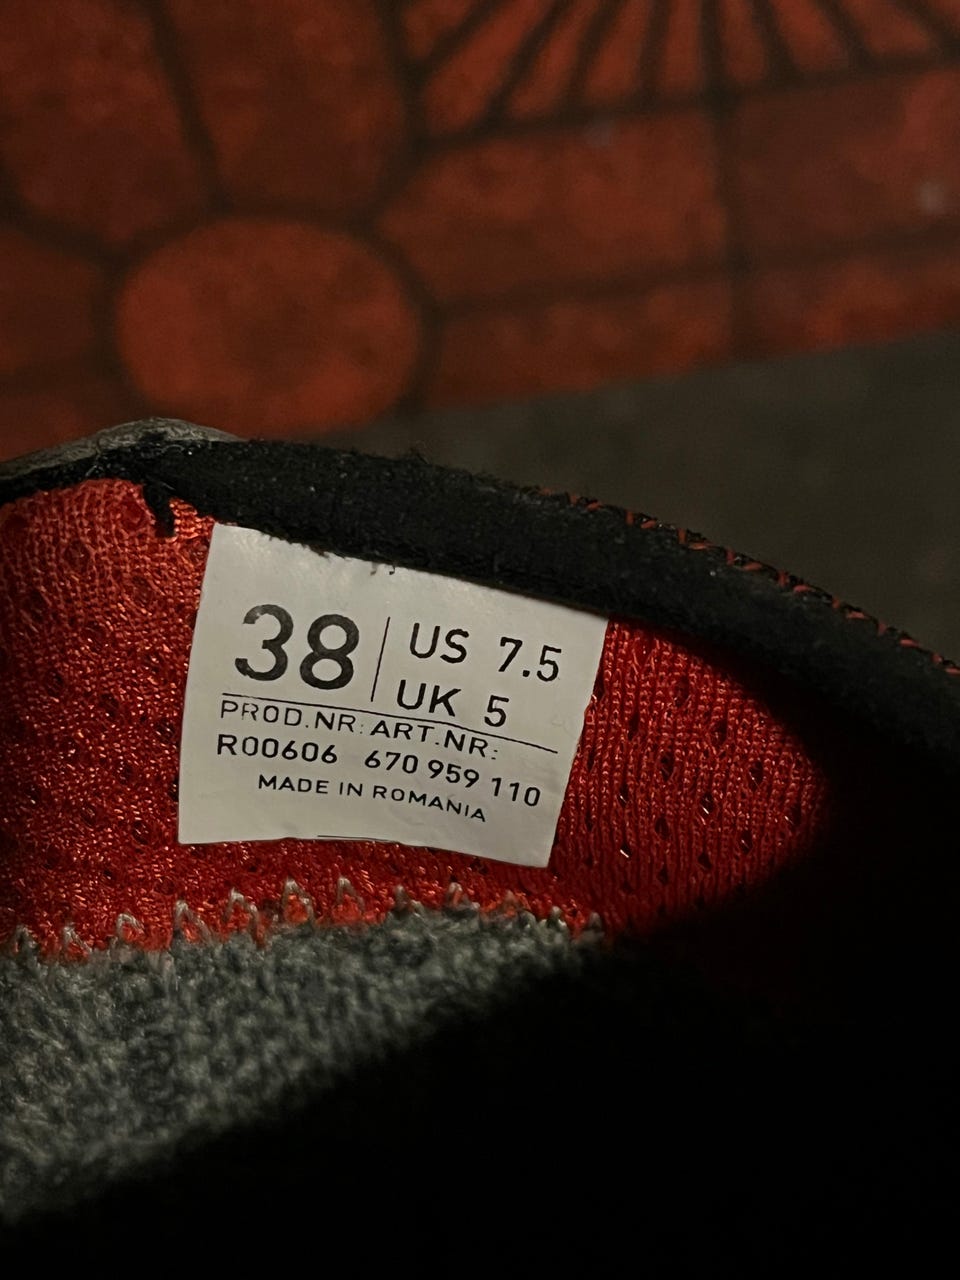 38 US 7.5
UK 5
PROD.NR: ART.NR:
R00606 670 959 110
MADE IN ROMANIA